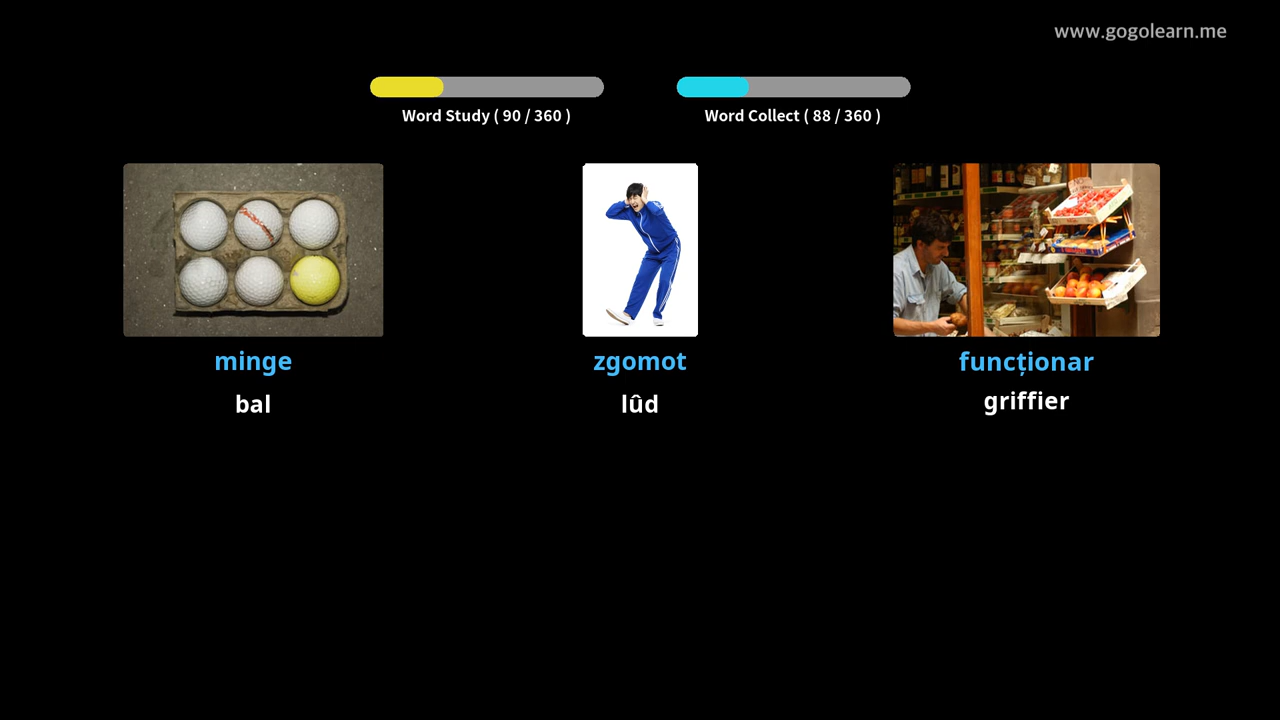 www.gogolearn.me
Word Study ( 90 / 360 )
Word Collect ( 88 / 360 )
minge
zgomot
funcționar
bal
lûd
griffier